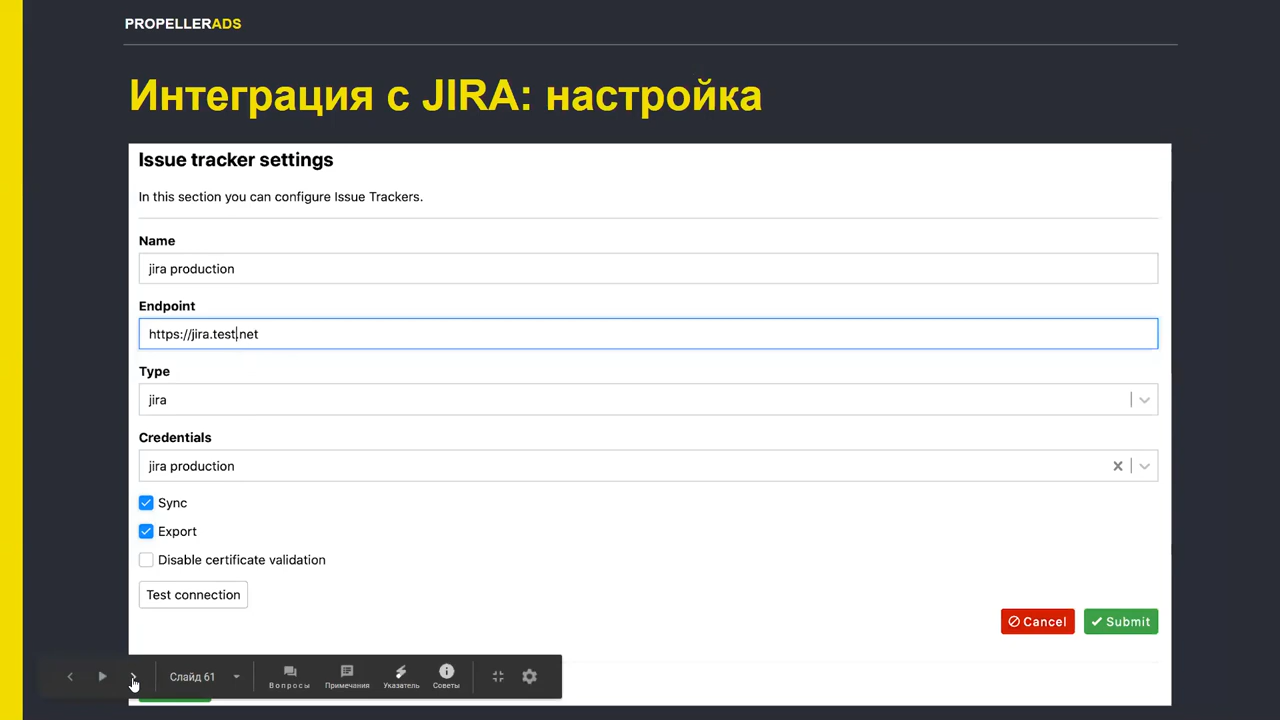 PROPELLERADS
Интеграция с JIRA: настройка
Issue tracker settings
In this section you can configure Issue Trackers.
Name
jira production
Endpoint
https://jira.test.net
Type
jira
Credentials
jira production
Sync
Export
Disable certificate validation
Test connection
Cancel
Submit
Слайд 61
Вопросы
Примечания
Указатель
Советы